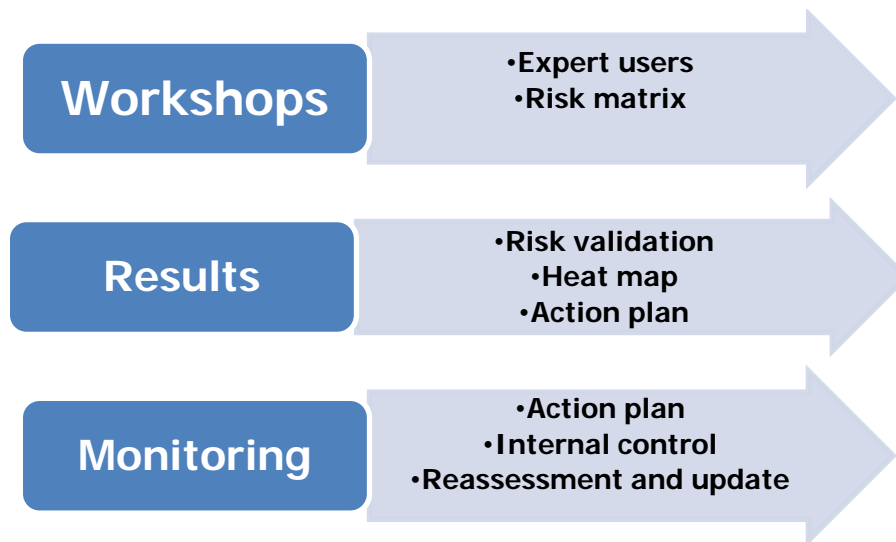 Workshops
•Expert users
•Risk matrix
Results
•Risk validation
•Heat map
•Action plan
Monitoring
•Action plan
•Internal control
•Reassessment and update